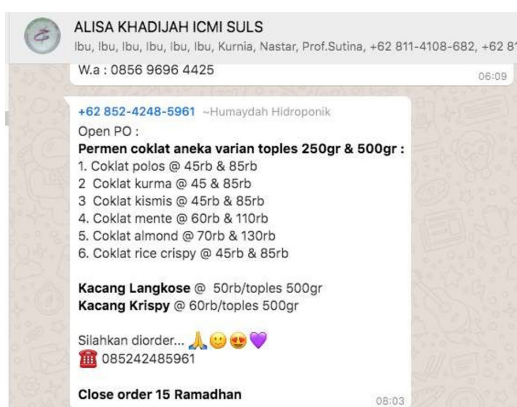 ALISA KHADIJAH ICMI SULS
Ibu, Ibu, Ibu, Ibu, Ibu, Ibu, Kurnia, Nastar, Prof.Sutina, +62 811-4108-682, +62 81
W.a : 0856 9696 4425
06:09
+62 852-4248-5961 ~Humaydah Hidroponik
Open PO :
Permen coklat aneka varian toples 250gr & 500gr :
1. Coklat polos @ 45rb & 85rb
2 Coklat kurma @ 45 & 85rb
3 Coklat kismis @ 45rb & 85rb
4. Coklat mente @ 60rb & 110rb
5. Coklat almond @ 70rb & 130rb
6. Coklat rice crispy @ 45rb & 85rb
Kacang Langkose @ 50rb/toples 500gr
Kacang Krispy @ 60rb/toples 500gr
Silahkan diorder... 🙏🙂😍💜
☎️ 085242485961
Close order 15 Ramadhan
08:03